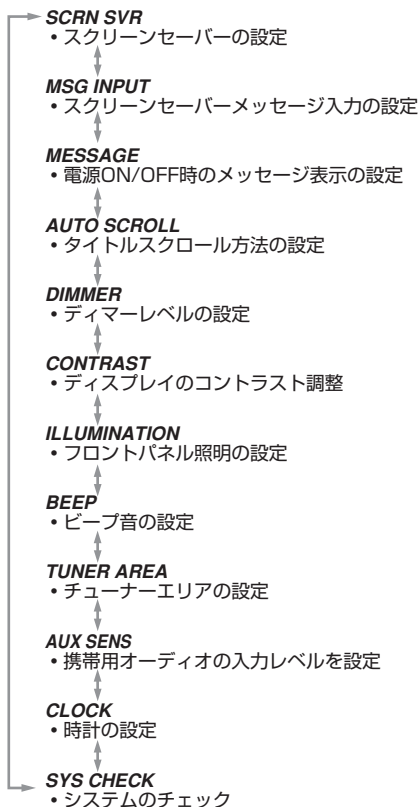 SCRN SVR
• スクリーンセーバーの設定
MSG INPUT
• スクリーンセーバーメッセージ入力の設定
MESSAGE
• 電源ON/OFF時のメッセージ表示の設定
AUTO SCROLL
• タイトルスクロール方法の設定
DIMMER
• ディマーレベルの設定
CONTRAST
• ディスプレイのコントラスト調整
ILLUMINATION
• フロントパネル照明の設定
BEEP
• ビープ音の設定
TUNER AREA
• チューナーエリアの設定
AUX SENS
• 携帯用オーディオの入力レベルを設定
CLOCK
• 時計の設定
SYS CHECK
• システムのチェック